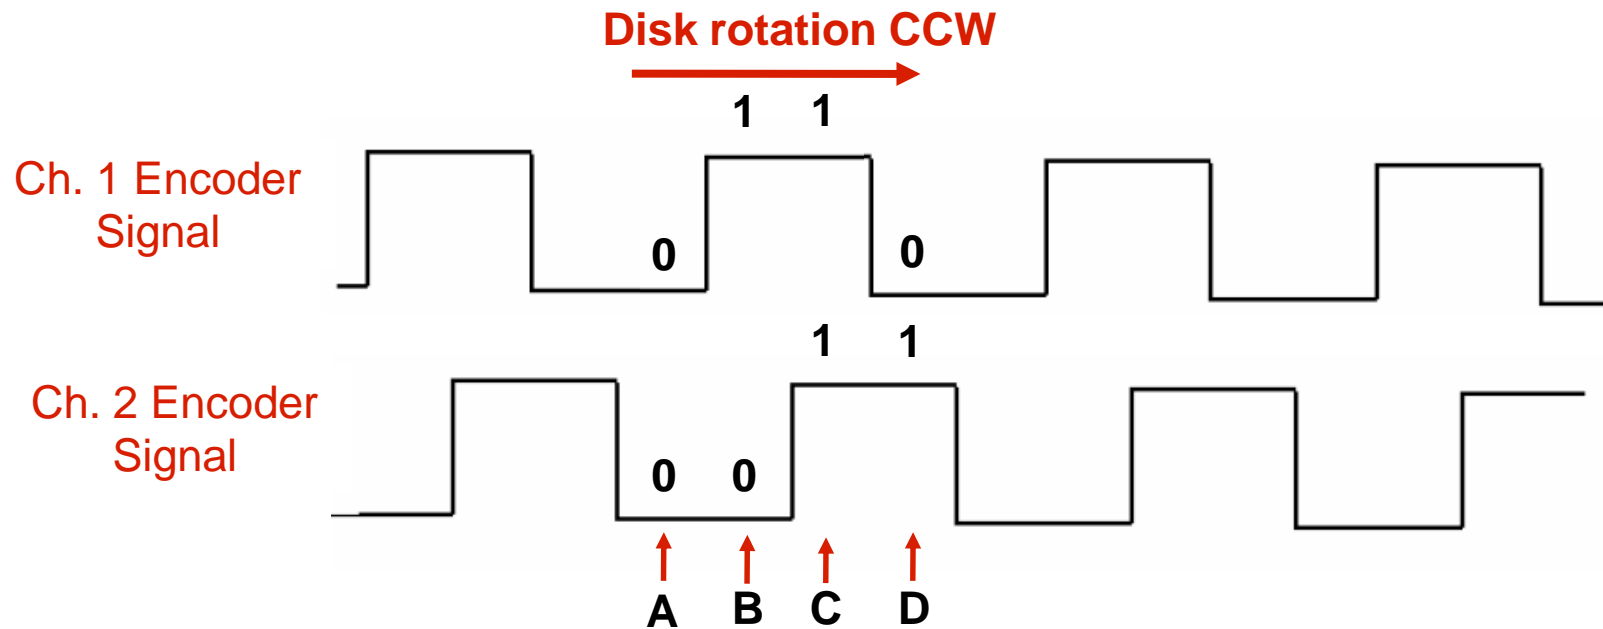 Disk rotation CCW
1 1
Ch. 1 Encoder
Signal
0 0
1 1
Ch. 2 Encoder
Signal
0 0
A B C D